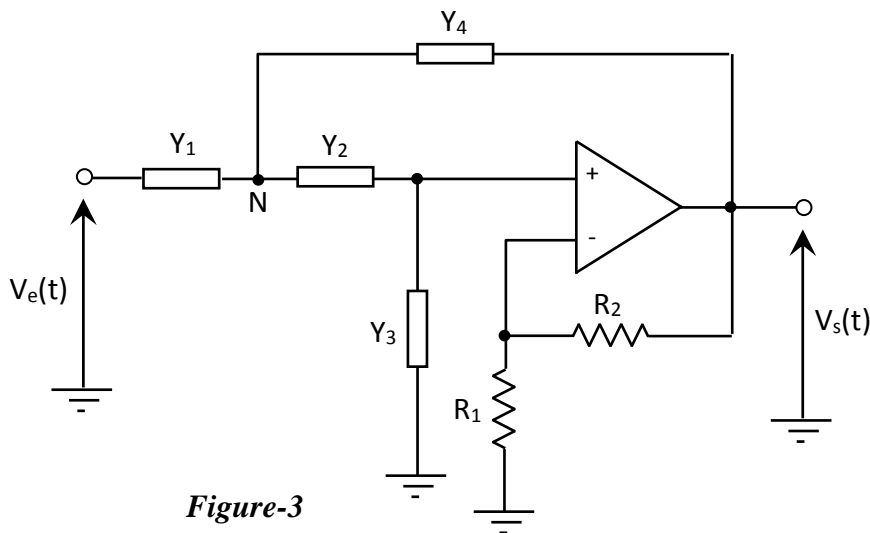 Y₄
Y₁
Y₂
N
+
-
Vₑ(t)
Y₃
R₂
Vₛ(t)
R₁
Figure-3